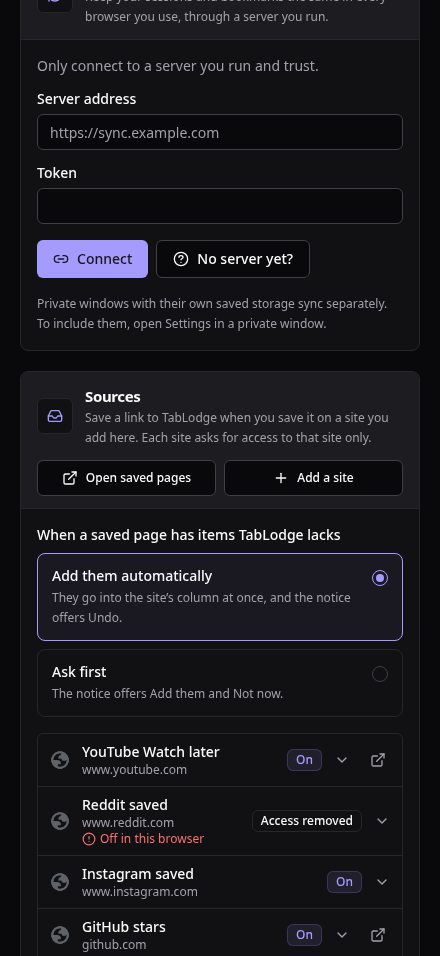 browser you use, through a server you run.
Only connect to a server you run and trust.
Server address
https://sync.example.com
Token
Connect
No server yet?
Private windows with their own saved storage sync separately.
To include them, open Settings in a private window.
Sources
Save a link to TabLodge when you save it on a site you
add here. Each site asks for access to that site only.
Open saved pages
Add a site
When a saved page has items TabLodge lacks
Add them automatically
They go into the site’s column at once, and the notice
offers Undo.
Ask first
The notice offers Add them and Not now.
YouTube Watch later
www.youtube.com
On
Reddit saved
www.reddit.com
Off in this browser
Access removed
Instagram saved
www.instagram.com
On
GitHub stars
github.com
On